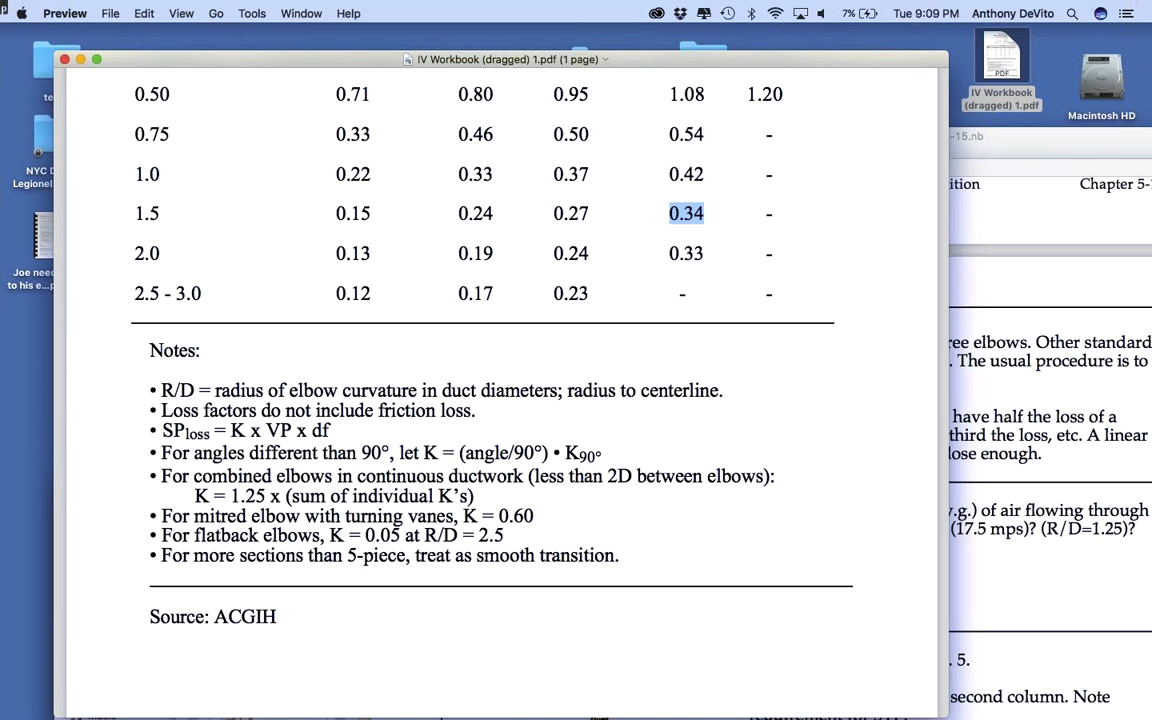 Preview File Edit View Go Tools Window Help 7% Tue 9:09 PM Anthony DeVito
IV Workbook (dragged) 1.pdf (1 page)
PDF
IV Workbook
(dragged) 1.pdf
Macintosh HD
te
NYC D
Legionel
Joe need
to his e...p
0.50 0.71 0.80 0.95 1.08 1.20
0.75 0.33 0.46 0.50 0.54 -
1.0 0.22 0.33 0.37 0.42 -
1.5 0.15 0.24 0.27 0.34 -
2.0 0.13 0.19 0.24 0.33 -
2.5 - 3.0 0.12 0.17 0.23 - -
Notes:
• R/D = radius of elbow curvature in duct diameters; radius to centerline.
• Loss factors do not include friction loss.
• SPloss = K x VP x df
• For angles different than 90°, let K = (angle/90°) • K90°
• For combined elbows in continuous ductwork (less than 2D between elbows):
K = 1.25 x (sum of individual K's)
• For mitred elbow with turning vanes, K = 0.60
• For flatback elbows, K = 0.05 at R/D = 2.5
• For more sections than 5-piece, treat as smooth transition.
Source: ACGIH
-15.nb
ition Chapter 5-
ree elbows. Other standard
. The usual procedure is to
have half the loss of a
third the loss, etc. A linear
lose enough.
.g.) of air flowing through
(17.5 mps)? (R/D=1.25)?
. 5.
second column. Note